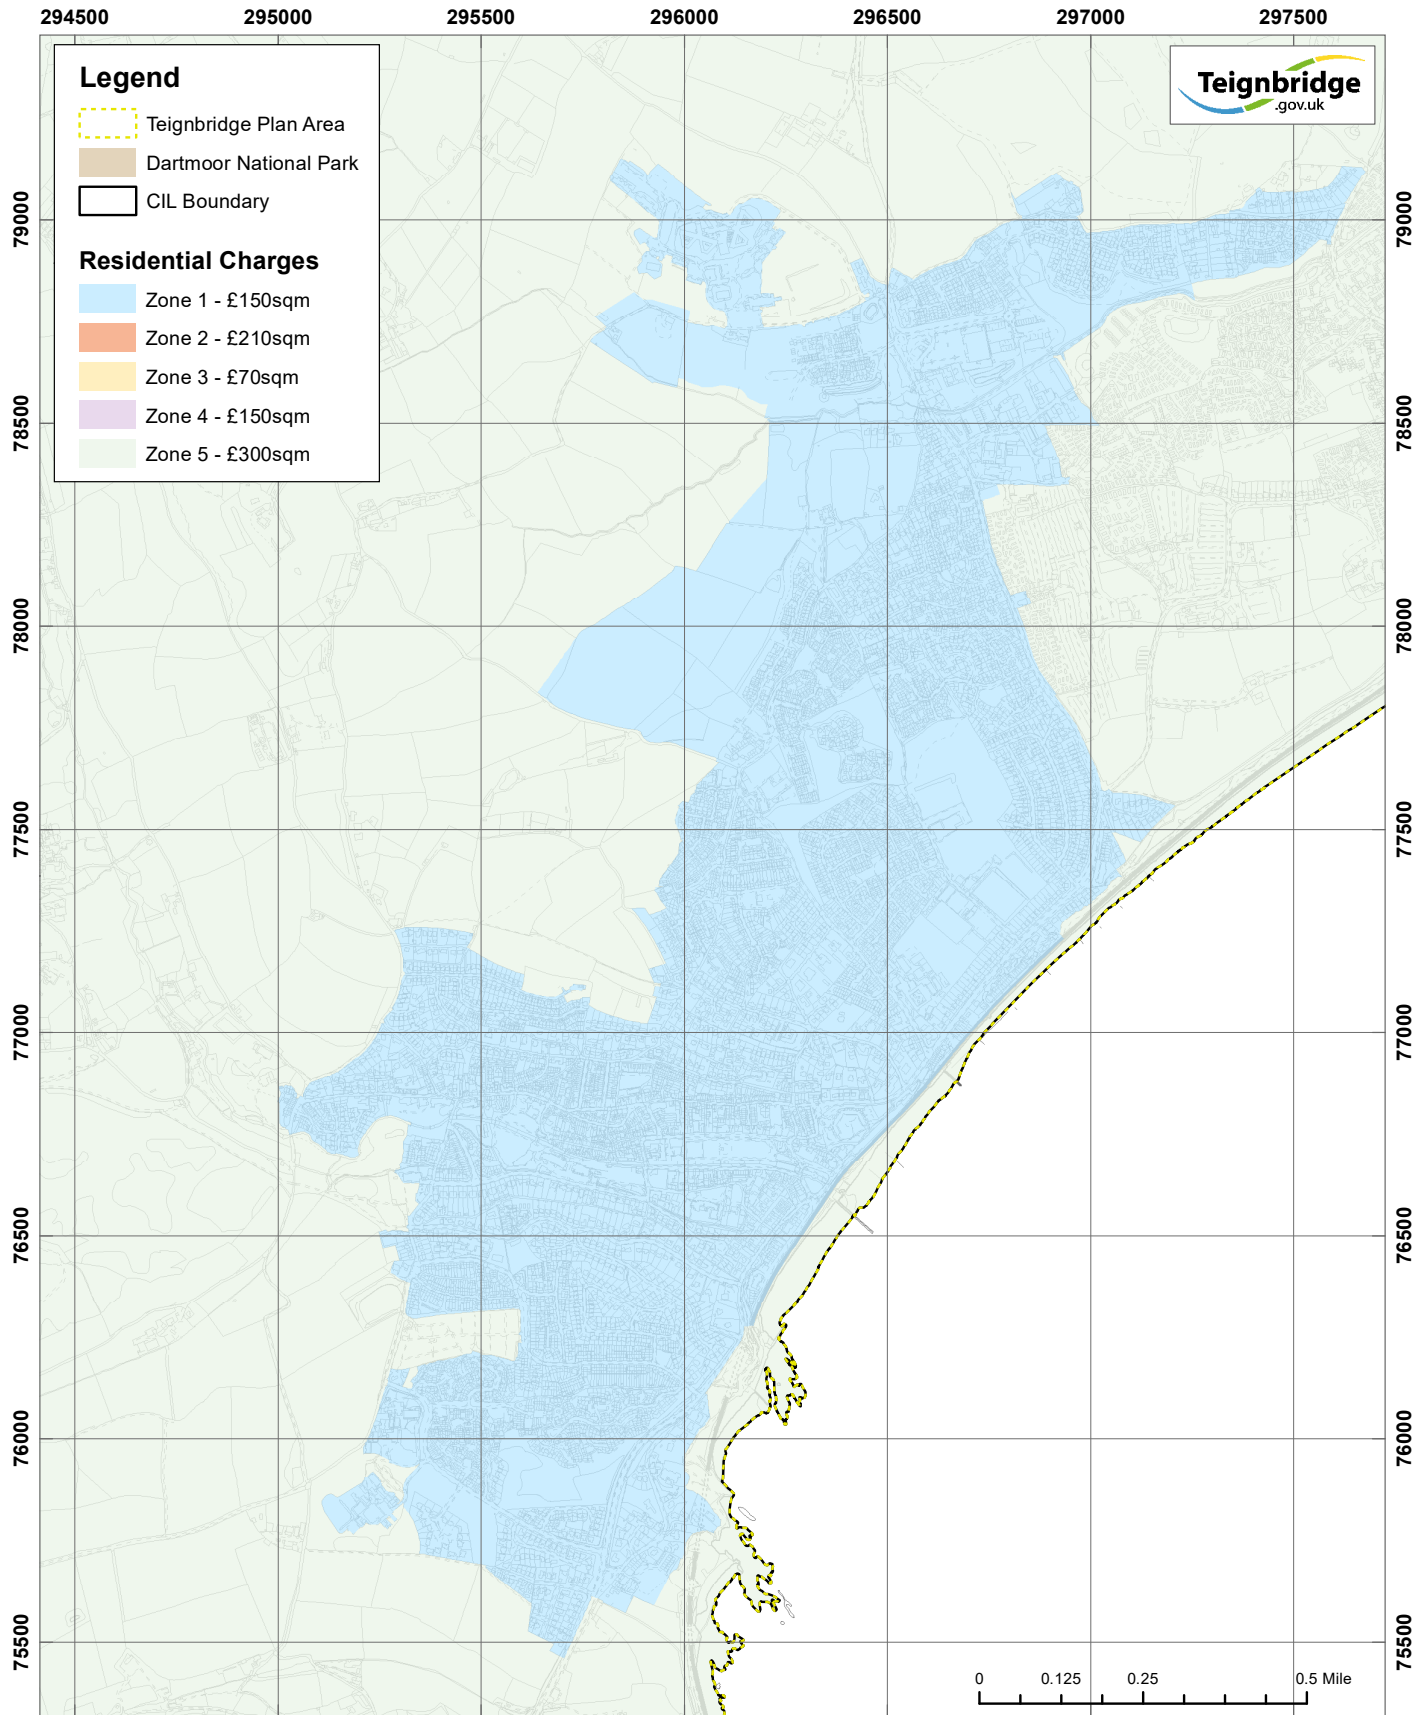 294500 295000 295500 296000 296500 297000 297500
Legend
Teignbridge Plan Area
Dartmoor National Park
CIL Boundary
Residential Charges
Zone 1 - £150sqm
Zone 2 - £210sqm
Zone 3 - £70sqm
Zone 4 - £150sqm
Zone 5 - £300sqm
Teignbridge
.gov.uk
79000 79000
78500 78500
78000 78000
77500 77500
77000 77000
76500 76500
76000 76000
75500 75500
0 0.125 0.25 0.5 Mile